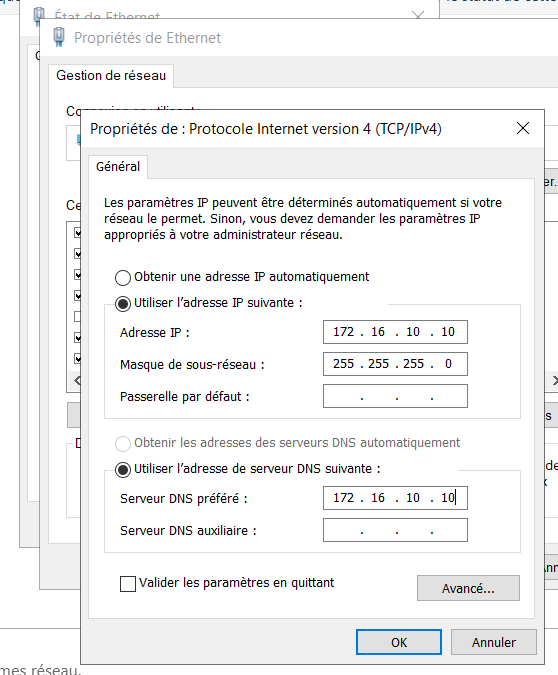 État de Ethernet
Propriétés de Ethernet
Gestion de réseau
Propriétés de : Protocole Internet version 4 (TCP/IPv4)
Général
Les paramètres IP peuvent être déterminés automatiquement si votre
réseau le permet. Sinon, vous devez demander les paramètres IP
appropriés à votre administrateur réseau.
Obtenir une adresse IP automatiquement
Utiliser l’adresse IP suivante :
Adresse IP : 172 . 16 . 10 . 10
Masque de sous-réseau : 255 . 255 . 255 . 0
Passerelle par défaut : . . .
Obtenir les adresses des serveurs DNS automatiquement
Utiliser l’adresse de serveur DNS suivante :
Serveur DNS préféré : 172 . 16 . 10 . 10
Serveur DNS auxiliaire : . . .
Valider les paramètres en quittant
Avancé...
OK
Annuler
réseau.